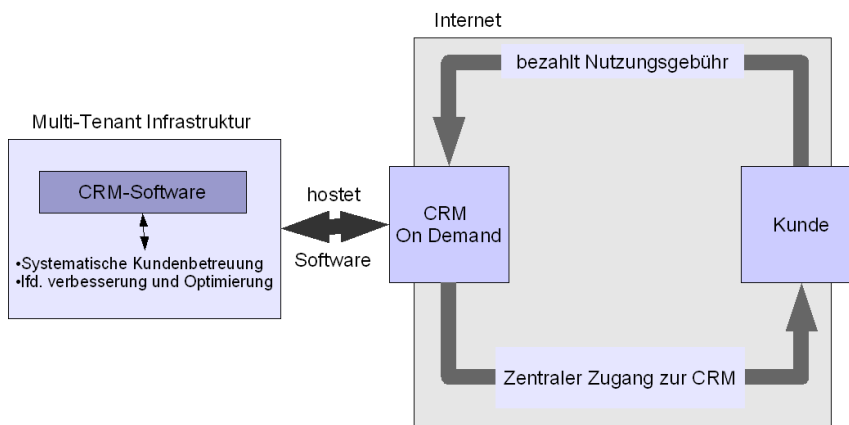 Internet
bezahlt Nutzungsgebühr
Multi-Tenant Infrastruktur
CRM-Software
•Systematische Kundenbetreuung
•lfd. verbesserung und Optimierung
hostet
Software
CRM
On Demand
Kunde
Zentraler Zugang zur CRM